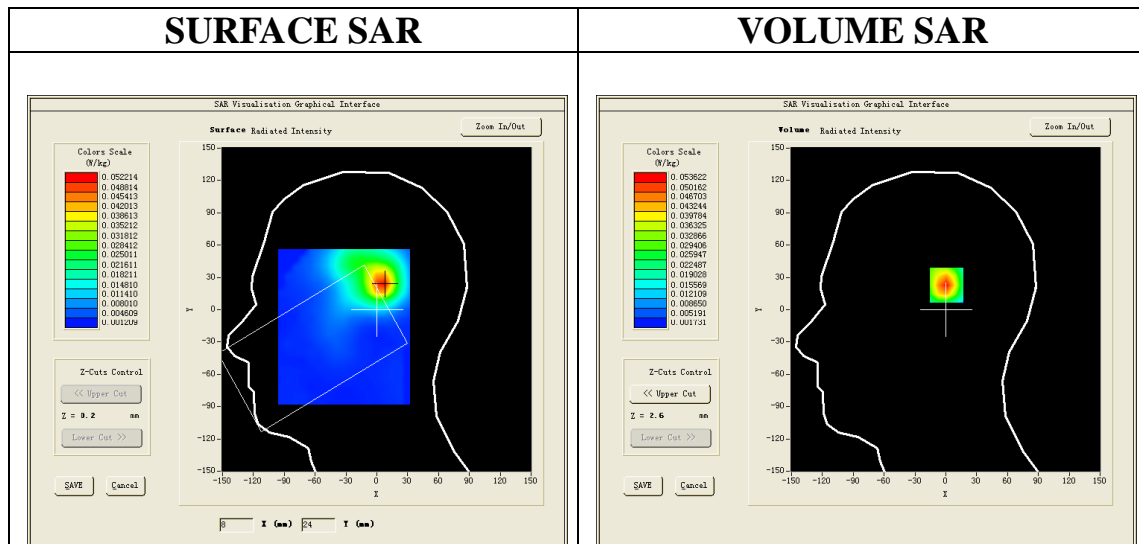 SURFACE SAR
VOLUME SAR
SAR Visualisation Graphical Interface
Surface Radiated Intensity
Zoom In/Out
Colors Scale
(W/kg)
0.052214
0.048814
0.045413
0.042013
0.038613
0.035212
0.031812
0.028412
0.025011
0.021611
0.018211
0.014810
0.011410
0.008010
0.004609
0.001209
Z-Cuts Control
<< Upper Cut
Z = 0.2 mm
Lower Cut >>
SAVE
Cancel
150
120
90
60
30
0
-30
-60
-90
-120
-150
Y
-150 -120 -90 -60 -30 0 30 60 90 120 150
X
8 X (mm) 24 Y (mm)
SAR Visualisation Graphical Interface
Volume Radiated Intensity
Zoom In/Out
Colors Scale
(W/kg)
0.053622
0.050162
0.046703
0.043244
0.039784
0.036325
0.032866
0.029406
0.025947
0.022487
0.019028
0.015569
0.012109
0.008650
0.005191
0.001731
Z-Cuts Control
<< Upper Cut
Z = 2.6 mm
Lower Cut >>
SAVE
Cancel
150
120
90
60
30
0
-30
-60
-90
-120
-150
Y
-150 -120 -90 -60 -30 0 30 60 90 120 150
X